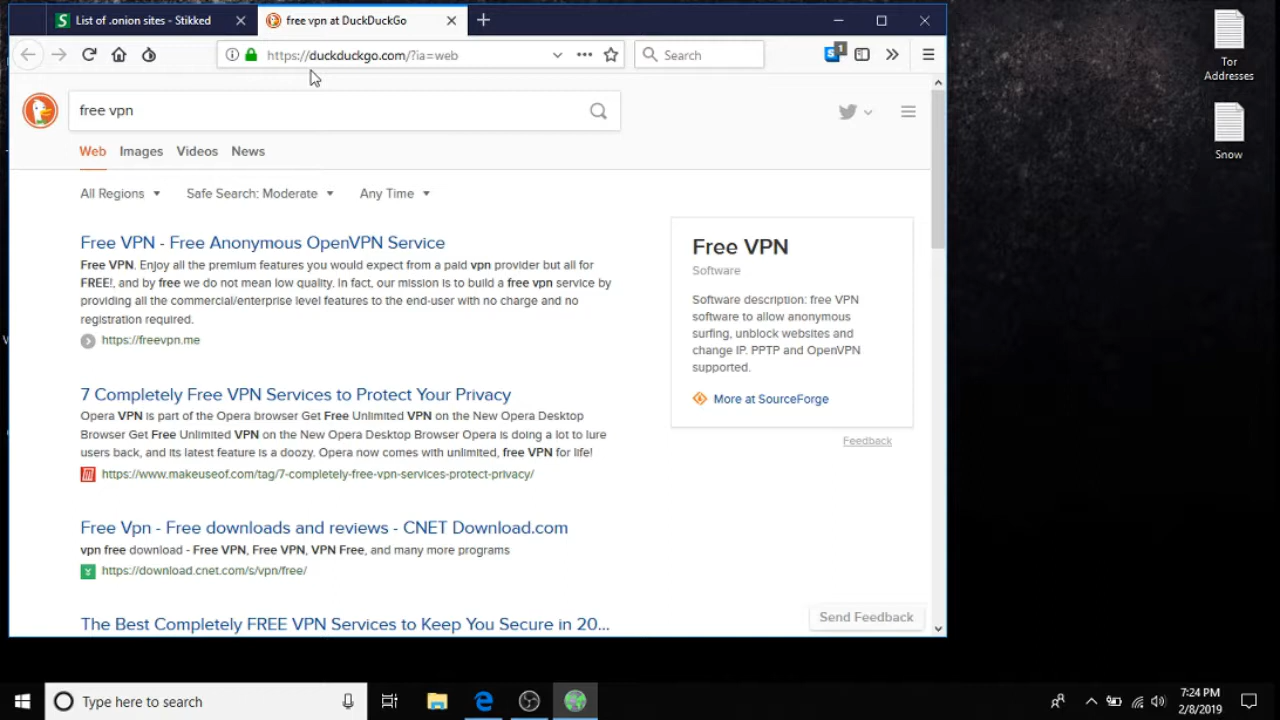 List of .onion sites - Stikked
free vpn at DuckDuckGo
https://duckduckgo.com/?ia=web
Search
1
free vpn
Web Images Videos News
All Regions Safe Search: Moderate Any Time
Free VPN - Free Anonymous OpenVPN Service
Free VPN. Enjoy all the premium features you would expect from a paid vpn provider but all for
FREE!, and by free we do not mean low quality. In fact, our mission is to build a free vpn service by
providing all the commercial/enterprise level features to the end-user with no charge and no
registration required.
https://freevpn.me
7 Completely Free VPN Services to Protect Your Privacy
Opera VPN is part of the Opera browser Get Free Unlimited VPN on the New Opera Desktop
Browser Get Free Unlimited VPN on the New Opera Desktop Browser Opera is doing a lot to lure
users back, and its latest feature is a doozy. Opera now comes with unlimited, free VPN for life!
https://www.makeuseof.com/tag/7-completely-free-vpn-services-protect-privacy/
Free Vpn - Free downloads and reviews - CNET Download.com
vpn free download - Free VPN, Free VPN, VPN Free, and many more programs
https://download.cnet.com/s/vpn/free/
The Best Completely FREE VPN Services to Keep You Secure in 20...
Free VPN
Software
Software description: free VPN
software to allow anonymous
surfing, unblock websites and
change IP. PPTP and OpenVPN
supported.
More at SourceForge
Feedback
Send Feedback
Tor
Addresses
Snow
Type here to search
7:24 PM
2/8/2019